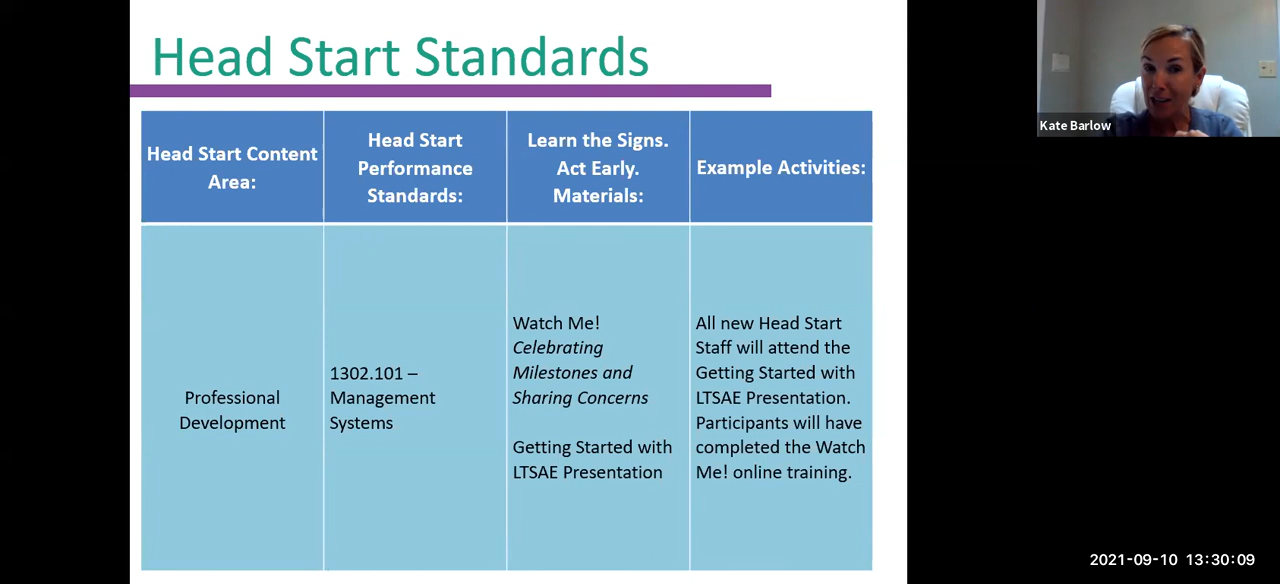 Head Start Standards
Head Start Content
Area:
Head Start
Performance
Standards:
Learn the Signs.
Act Early.
Materials:
Example Activities:
Professional
Development
1302.101 –
Management
Systems
Watch Me!
Celebrating
Milestones and
Sharing Concerns
Getting Started with
LTSAE Presentation
All new Head Start
Staff will attend the
Getting Started with
LTSAE Presentation.
Participants will have
completed the Watch
Me! online training.
Kate Barlow
2021-09-10 13:30:09